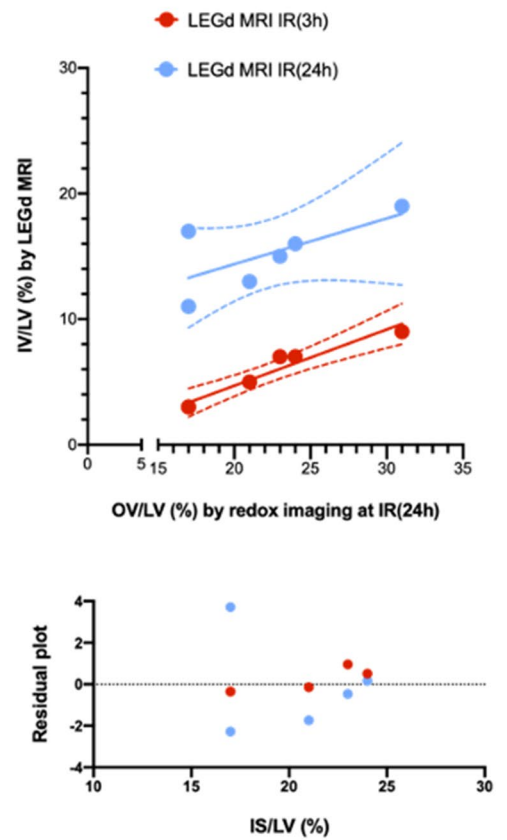 LEGd MRI IR(3h)
LEGd MRI IR(24h)
IV/LV (%) by LEGd MRI
30
20
10
0
0 5 15 20 25 30 35
OV/LV (%) by redox imaging at IR(24h)
Residual plot
4
2
0
-2
-4
10 15 20 25 30
IS/LV (%)